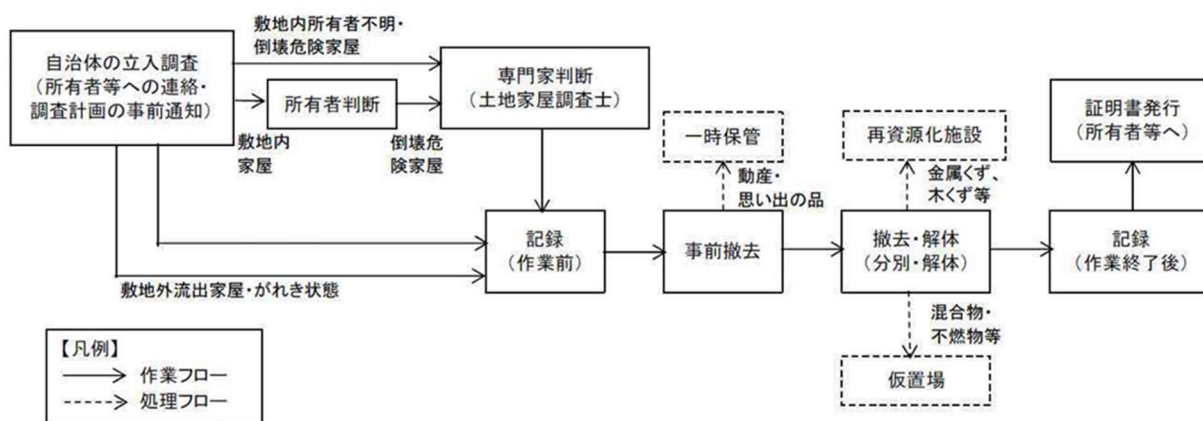 敷地内所有者不明・
倒壊危険家屋
自治体の立入調査
（所有者等への連絡・
調査計画の事前通知）
所有者判断
専門家判断
（土地家屋調査士）
敷地内
家屋
倒壊危
険家屋
一時保管
再資源化施設
証明書発行
（所有者等へ）
動産・
思い出の品
金属くず、
木くず等
記録
（作業前）
事前撤去
撤去・解体
（分別・解体）
記録
（作業終了後）
敷地外流出家屋・がれき状態
混合物・
不燃物等
仮置場
【凡例】
作業フロー
処理フロー